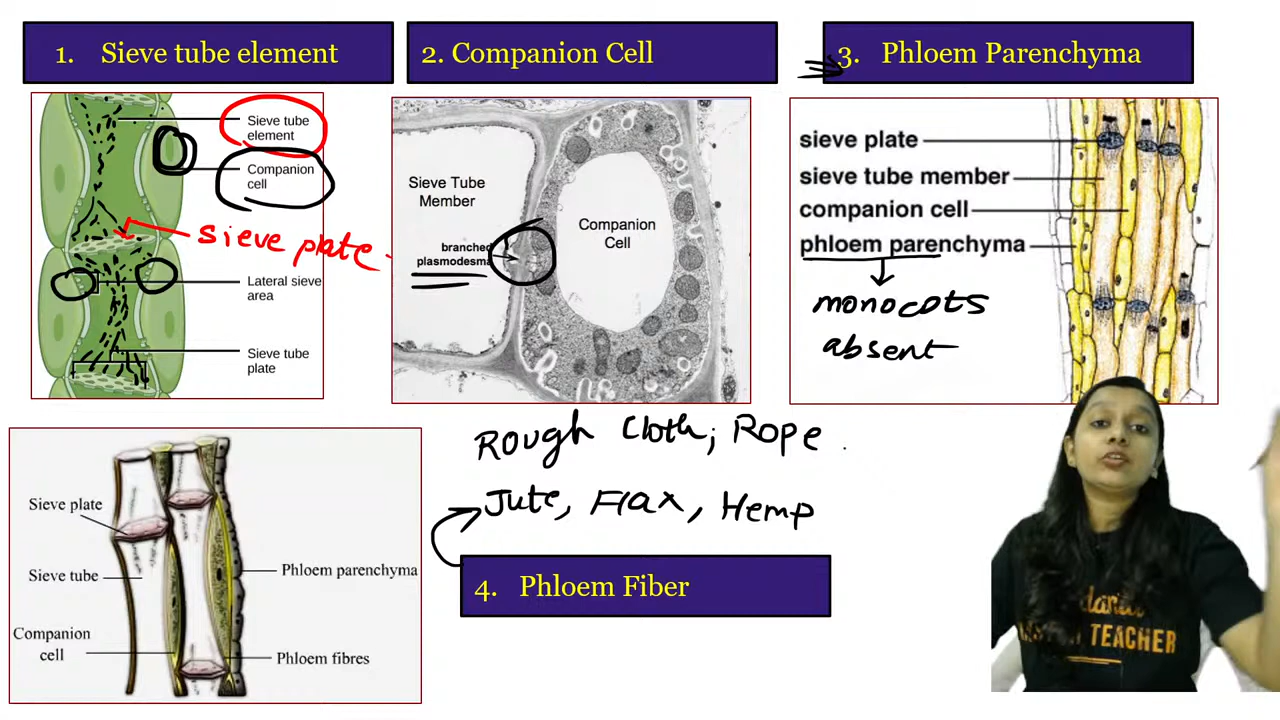 1. Sieve tube element
2. Companion Cell
3. Phloem Parenchyma
Sieve tube
element
Companion
cell
sieve plate
Lateral sieve
area
Sieve tube
plate
Sieve Tube
Member
branched
plasmodesma
Companion
Cell
sieve plate
sieve tube member
companion cell
phloem parenchyma
monocots
absent
Rough Cloth; Rope
Jute, Flax, Hemp
4. Phloem Fiber
Sieve plate
Sieve tube
Companion
cell
Phloem parenchyma
Phloem fibres
TEACHER